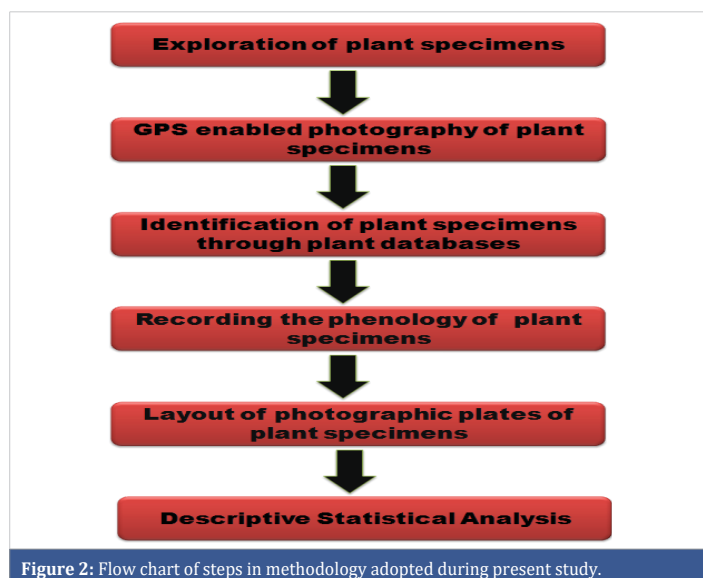 Exploration of plant specimens
GPS enabled photography of plant
specimens
Identification of plant specimens
through plant databases
Recording the phenology of plant
specimens
Layout of photographic plates of
plant specimens
Descriptive Statistical Analysis
Figure 2: Flow chart of steps in methodology adopted during present study.